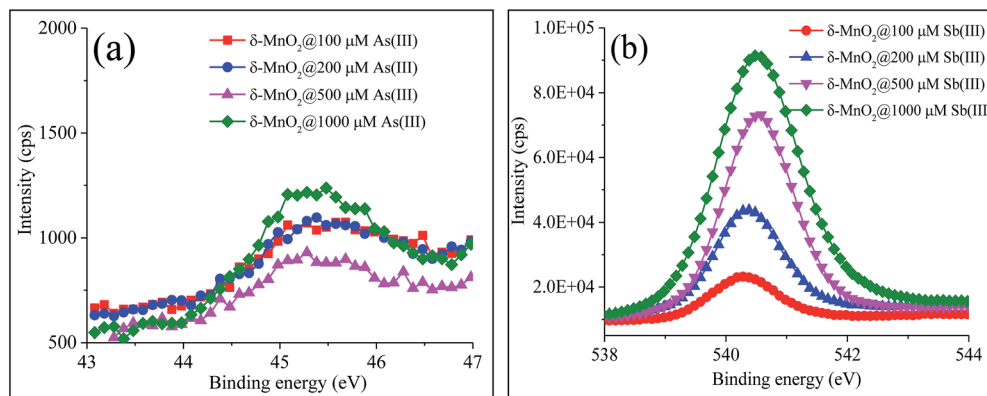 (a)
δ-MnO₂@100 μM As(III)
δ-MnO₂@200 μM As(III)
δ-MnO₂@500 μM As(III)
δ-MnO₂@1000 μM As(III)
2000
1500
1000
500
Intensity (cps)
43 44 45 46 47
Binding energy (eV)
(b)
δ-MnO₂@100 μM Sb(III)
δ-MnO₂@200 μM Sb(III)
δ-MnO₂@500 μM Sb(III)
δ-MnO₂@1000 μM Sb(III)
1.0E+05
8.0E+04
6.0E+04
4.0E+04
2.0E+04
Intensity (cps)
538 540 542 544
Binding energy (eV)